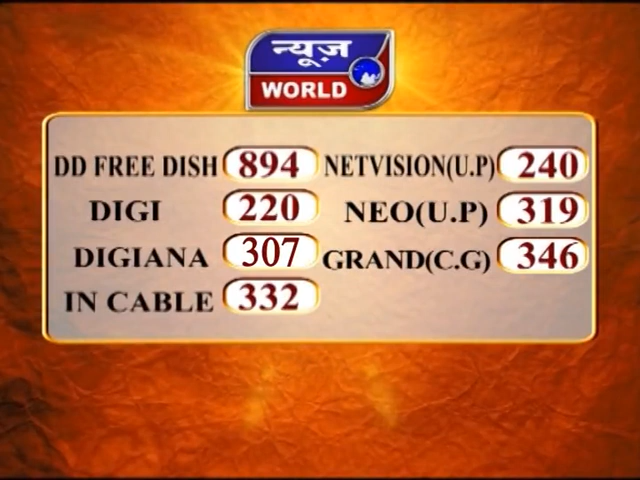 न्यूज़
WORLD
DD FREE DISH 894 NETVISION(U.P) 240
DIGI 220 NEO(U.P) 319
DIGIANA 307 GRAND(C.G) 346
IN CABLE 332